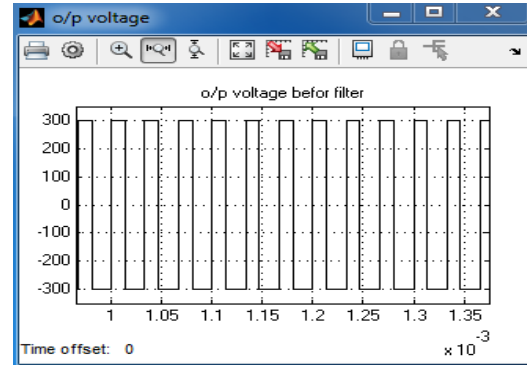 o/p voltage
o/p voltage befor filter
300
200
100
0
-100
-200
-300
1 1.05 1.1 1.15 1.2 1.25 1.3 1.35
x 10^-3
Time offset: 0